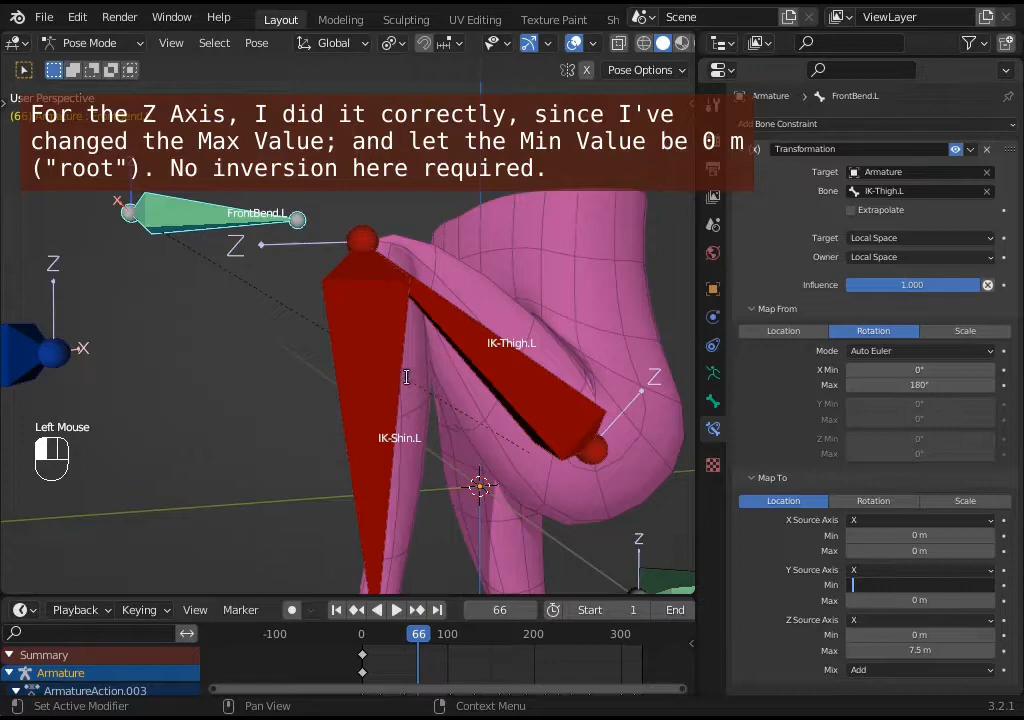 File Edit Render Window Help Layout Modeling Sculpting UV Editing Texture Paint Sh Scene ViewLayer
Pose Mode View Select Pose Global
X Pose Options
User Perspective
For the Z Axis, I did it correctly, since I've
changed the Max Value; and let the Min Value be 0 m
("root"). No inversion here required.
Armature FrontBend.L
Add Bone Constraint
Transformation
Target Armature
Bone IK-Thigh.L
Extrapolate
Target Local Space
Owner Local Space
Influence 1.000
Map From
Location Rotation Scale
Mode Auto Euler
X Min 0°
Max 180°
Y Min 0°
Max 0°
Z Min 0°
Max 0°
Map To
Location Rotation Scale
X Source Axis X
Min 0 m
Max 0 m
Y Source Axis X
Min
Max 0 m
Z Source Axis X
Min 0 m
Max 7.5 m
Mix Add
X
FrontBend.L
Z
Z
X
IK-Thigh.L
Z
IK-Shin.L
Z
Left Mouse
Playback Keying View Marker 66 Start 1 End
-100 0 66 100 200 300
Summary
Armature
ArmatureAction.003
Set Active Modifier Pan View Context Menu 3.2.1